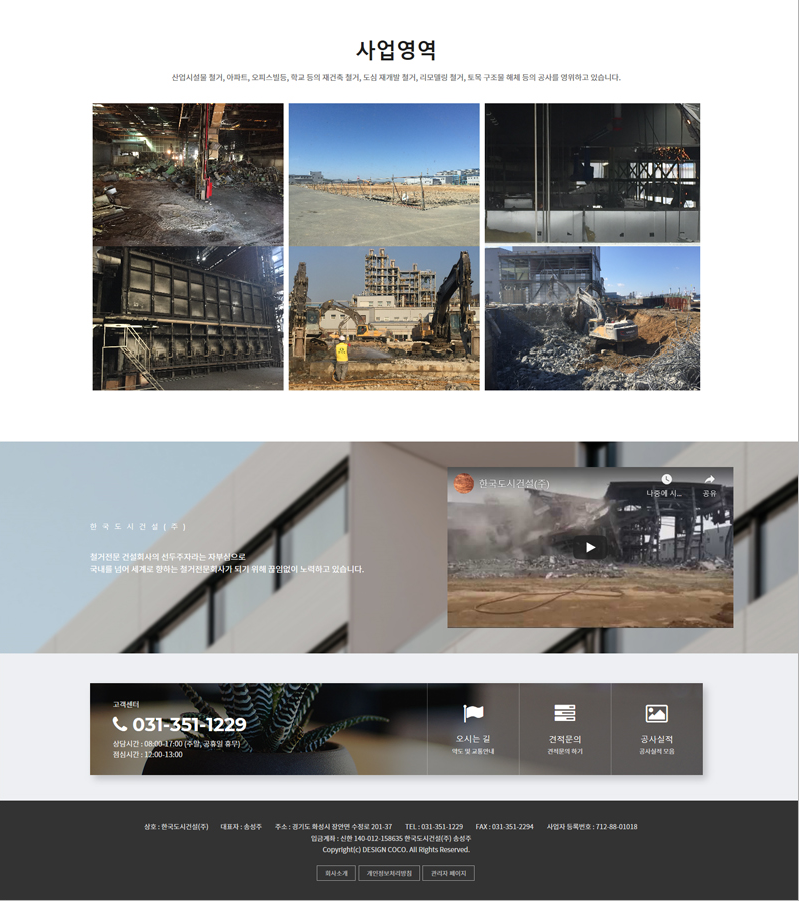 사업영역
산업시설물 철거, 아파트, 오피스빌등, 학교 등의 재건축 철거, 도심 재개발 철거, 리모델링 철거, 토목 구조물 해체 등의 공사를 영위하고 있습니다.
한국도시건설(주)
나중에 시...
공유
한국도시건설(주)
철거전문 건설회사의 선두주자라는 자부심으로
국내를 넘어 세계로 향하는 철거전문회사가 되기 위해 끊임없이 노력하고 있습니다.
고객센터
031-351-1229
상담시간 : 08:00-17:00 (주말, 공휴일 휴무)
점심시간 : 12:00-13:00
오시는 길
약도 및 교통안내
견적문의
견적문의 하기
공사실적
공사실적 모음
상호 : 한국도시건설(주) 대표자 : 송성주 주소 : 경기도 화성시 장안면 수정로 201-37 TEL : 031-351-1229 FAX : 031-351-2294 사업자 등록번호 : 712-88-01018
입금계좌 : 신한 140-012-158635 한국도시건설(주) 송성주
Copyright(c) DESIGN COCO. All Rights Reserved.
회사소개
개인정보처리방침
관리자 페이지